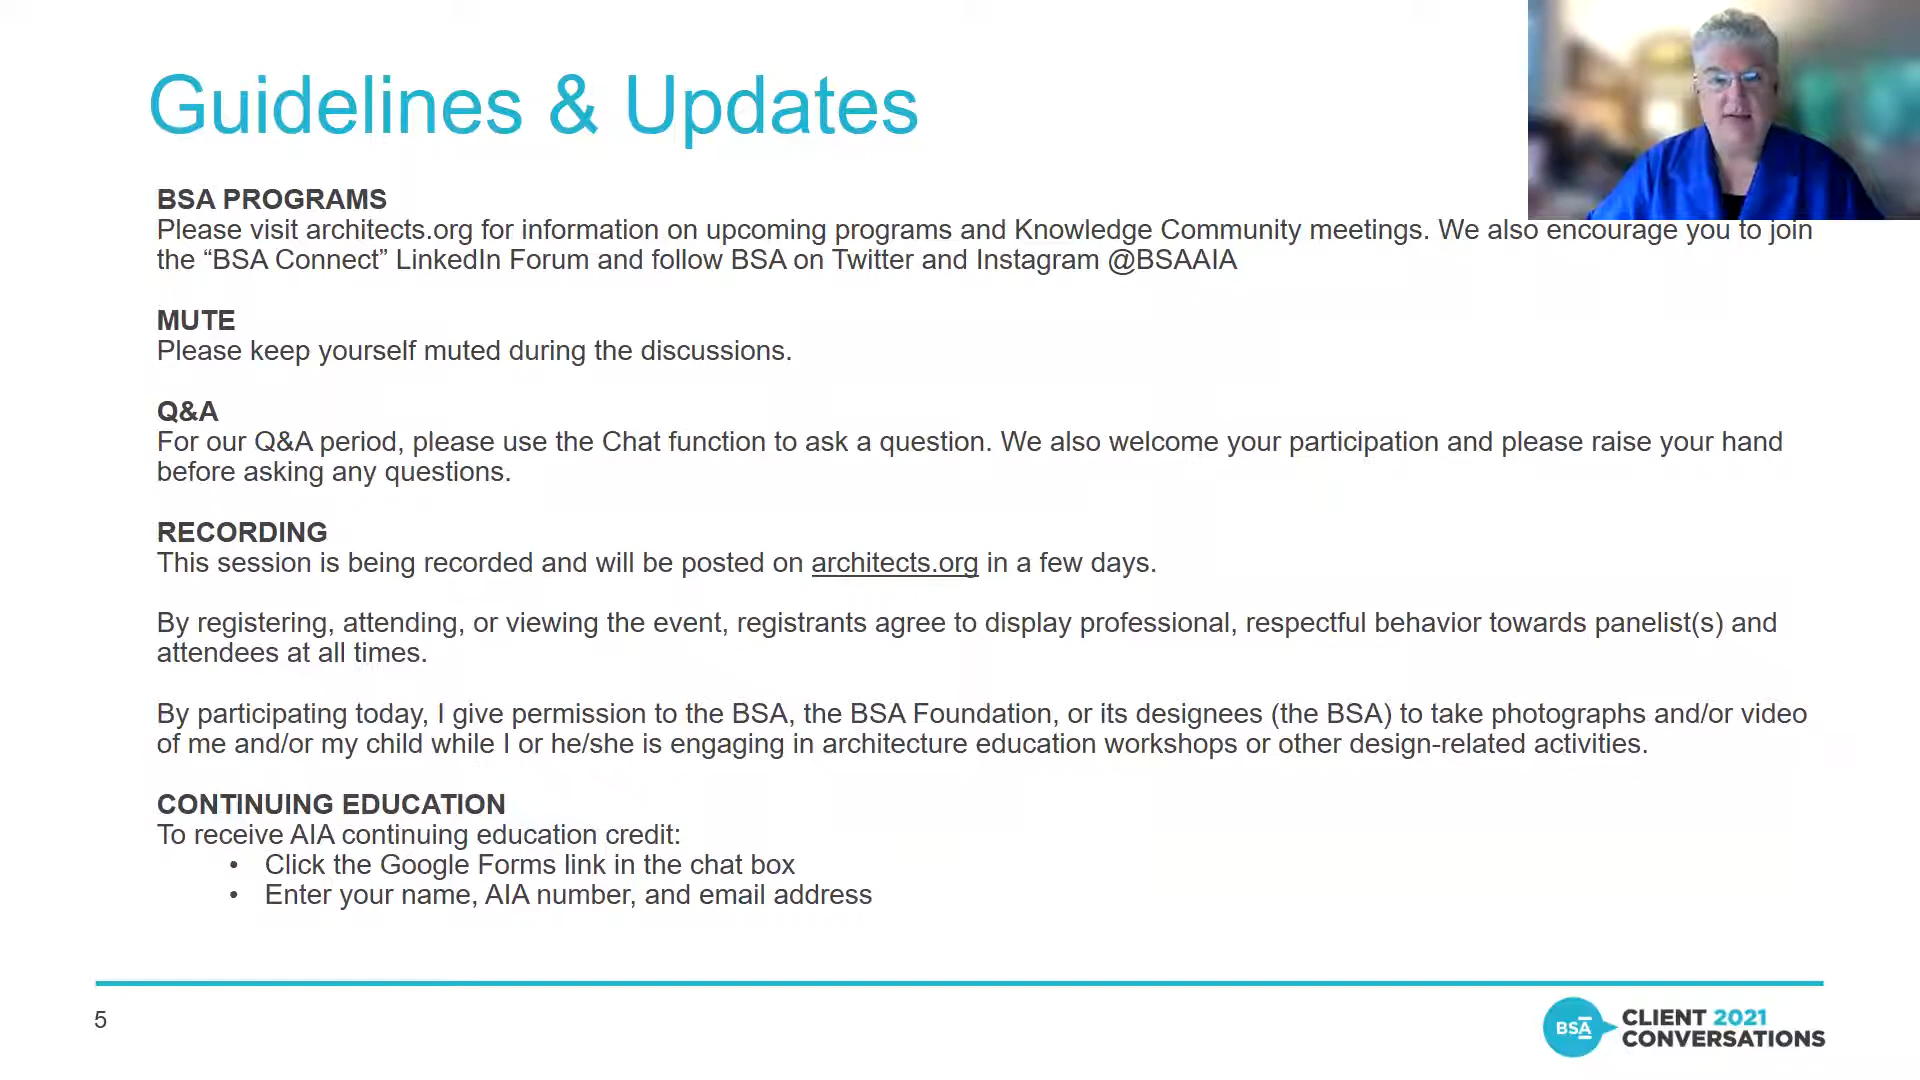 Guidelines & Updates
BSA PROGRAMS
Please visit architects.org for information on upcoming programs and Knowledge Community meetings. We also encourage you to join
the “BSA Connect” LinkedIn Forum and follow BSA on Twitter and Instagram @BSAAIA
MUTE
Please keep yourself muted during the discussions.
Q&A
For our Q&A period, please use the Chat function to ask a question. We also welcome your participation and please raise your hand
before asking any questions.
RECORDING
This session is being recorded and will be posted on architects.org in a few days.
By registering, attending, or viewing the event, registrants agree to display professional, respectful behavior towards panelist(s) and
attendees at all times.
By participating today, I give permission to the BSA, the BSA Foundation, or its designees (the BSA) to take photographs and/or video
of me and/or my child while I or he/she is engaging in architecture education workshops or other design-related activities.
CONTINUING EDUCATION
To receive AIA continuing education credit:
• Click the Google Forms link in the chat box
• Enter your name, AIA number, and email address
5
BSA
CLIENT 2021
CONVERSATIONS